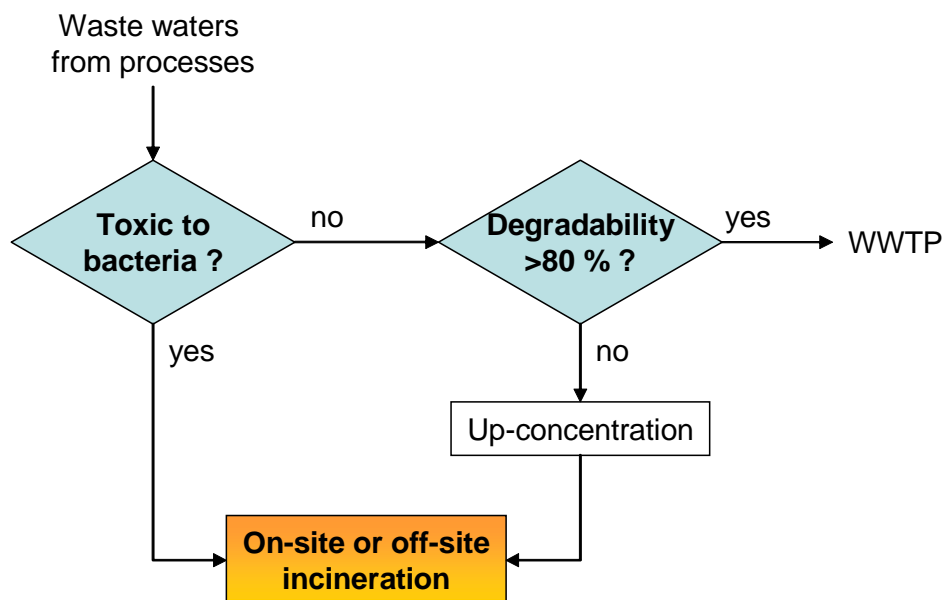 Waste waters
from processes
Toxic to
bacteria ?
no
Degradability
>80 % ?
yes
WWTP
yes
no
Up-concentration
On-site or off-site
incineration